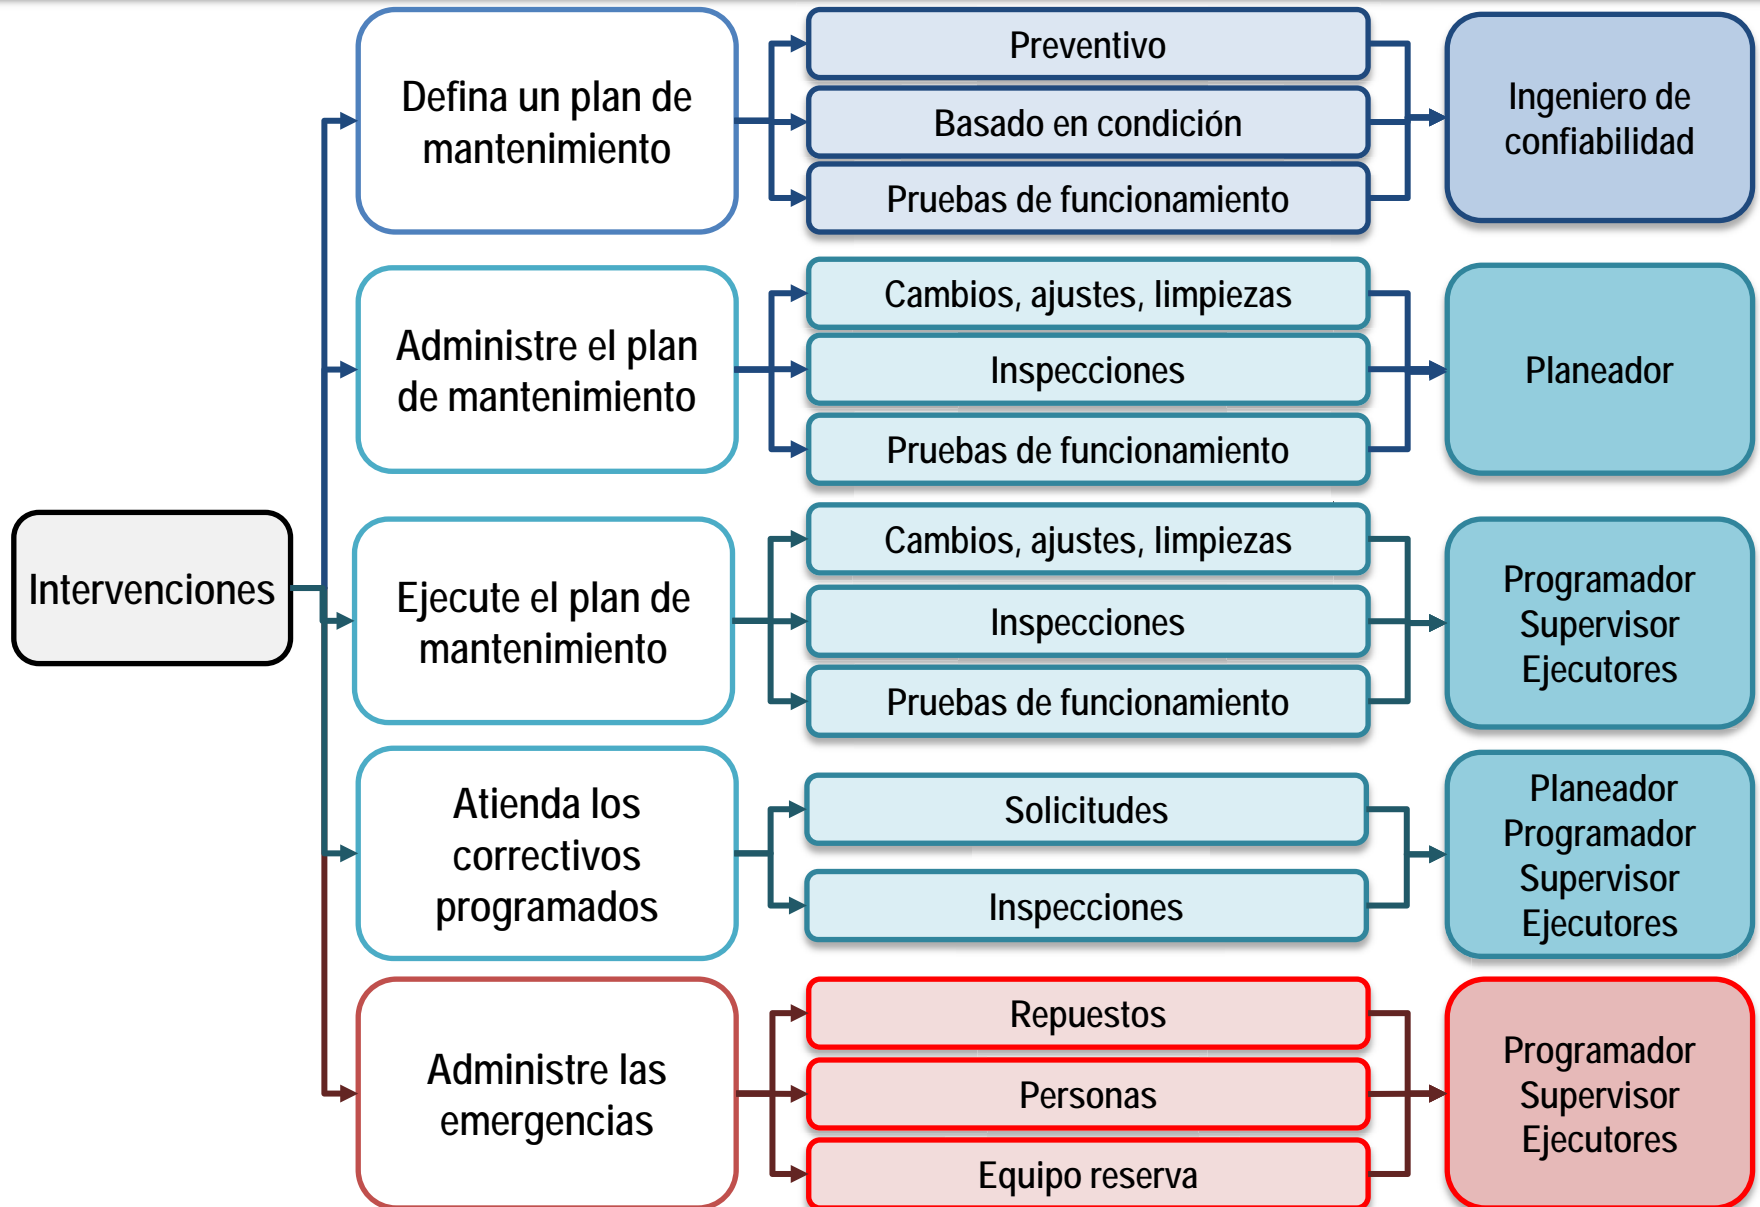 Intervenciones
Defina un plan de
mantenimiento
Preventivo
Basado en condición
Pruebas de funcionamiento
Ingeniero de
confiabilidad
Administre el plan
de mantenimiento
Cambios, ajustes, limpiezas
Inspecciones
Pruebas de funcionamiento
Planeador
Ejecute el plan de
mantenimiento
Cambios, ajustes, limpiezas
Inspecciones
Pruebas de funcionamiento
Programador
Supervisor
Ejecutores
Atienda los
correctivos
programados
Solicitudes
Inspecciones
Planeador
Programador
Supervisor
Ejecutores
Administre las
emergencias
Repuestos
Personas
Equipo reserva
Programador
Supervisor
Ejecutores